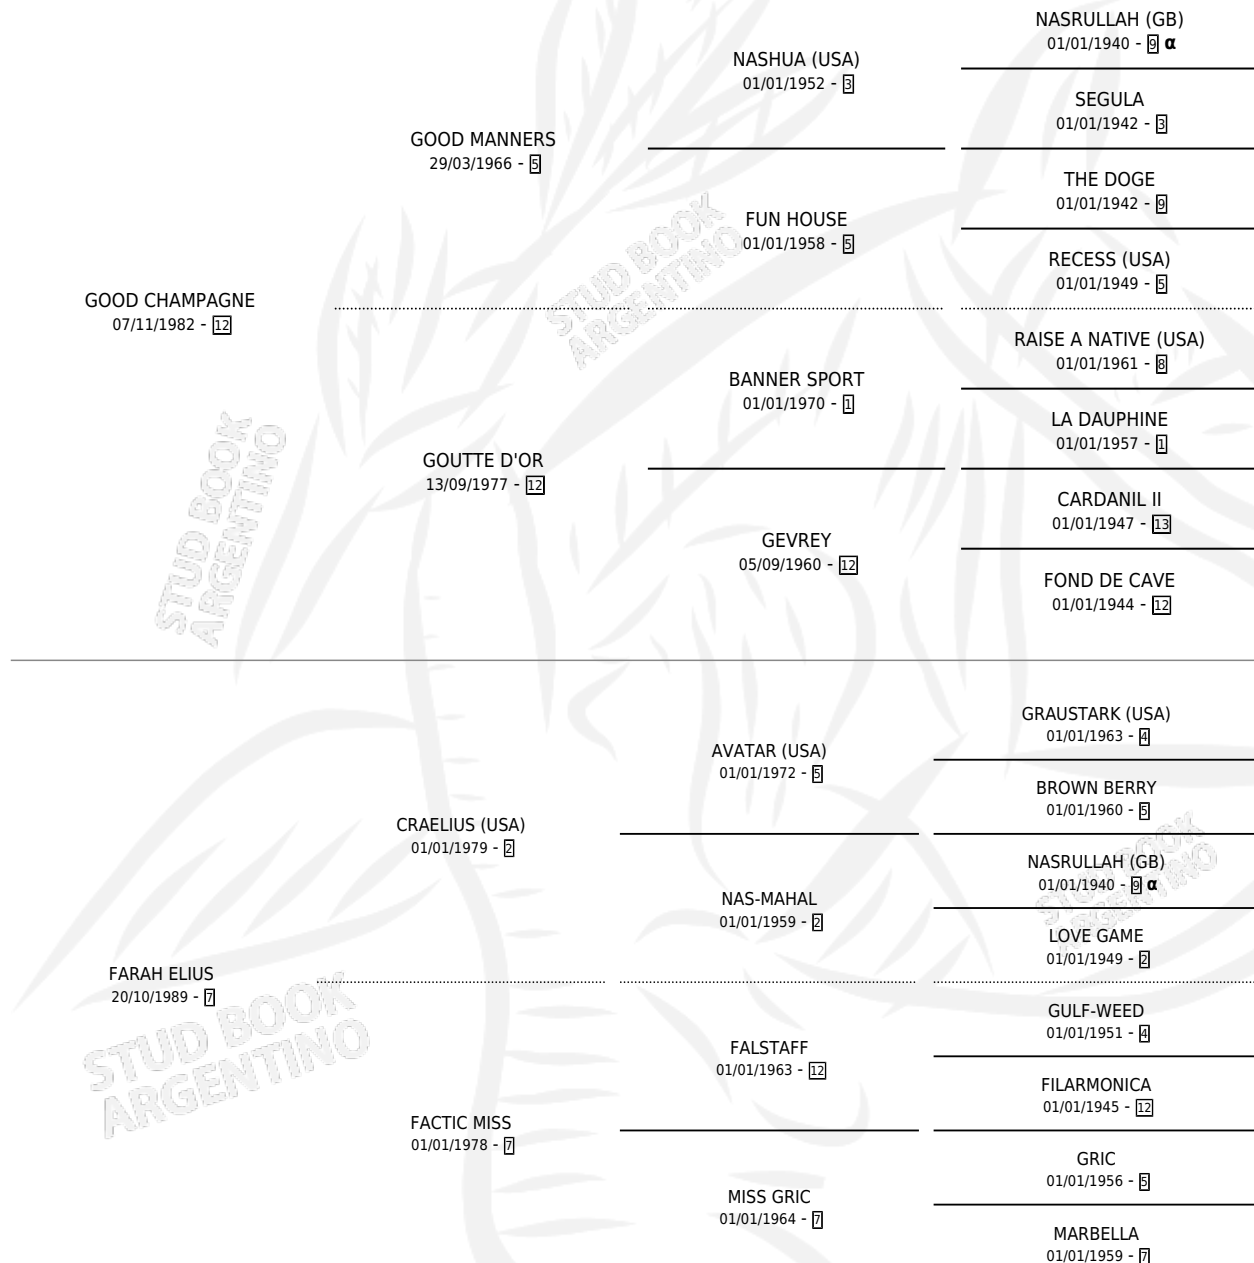 NASRULLAH (GB)
01/01/1940 - 9 α
NASHUA (USA)
01/01/1952 - 3
SEGULA
01/01/1942 - 3
GOOD MANNERS
29/03/1966 - 5
THE DOGE
01/01/1942 - 9
FUN HOUSE
01/01/1958 - 5
RECESS (USA)
01/01/1949 - 5
GOOD CHAMPAGNE
07/11/1982 - 12
RAISE A NATIVE (USA)
01/01/1961 - 8
BANNER SPORT
01/01/1970 - 1
LA DAUPHINE
01/01/1957 - 1
GOUTTE D'OR
13/09/1977 - 12
CARDANIL II
01/01/1947 - 13
GEVREY
05/09/1960 - 12
FOND DE CAVE
01/01/1944 - 12
GRAUSTARK (USA)
01/01/1963 - 4
AVATAR (USA)
01/01/1972 - 5
BROWN BERRY
01/01/1960 - 5
CRAELIUS (USA)
01/01/1979 - 2
NASRULLAH (GB)
01/01/1940 - 9 α
NAS-MAHAL
01/01/1959 - 2
LOVE GAME
01/01/1949 - 2
FARAH ELIUS
20/10/1989 - 7
GULF-WEED
01/01/1951 - 4
FALSTAFF
01/01/1963 - 12
FILARMONICA
01/01/1945 - 12
FACTIC MISS
01/01/1978 - 7
GRIC
01/01/1956 - 5
MISS GRIC
01/01/1964 - 7
MARBELLA
01/01/1959 - 7
STUD BOOK
ARGENTINO
STUD BOOK
ARGENTINO
STUD BOOK
ARGENTINO
STUD BOOK
ARGENTINO